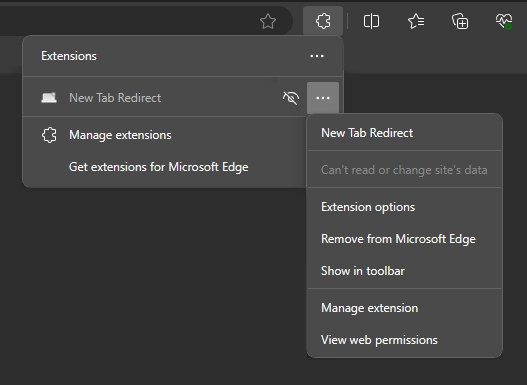 Extensions
New Tab Redirect
Manage extensions
Get extensions for Microsoft Edge
New Tab Redirect
Can't read or change site's data
Extension options
Remove from Microsoft Edge
Show in toolbar
Manage extension
View web permissions